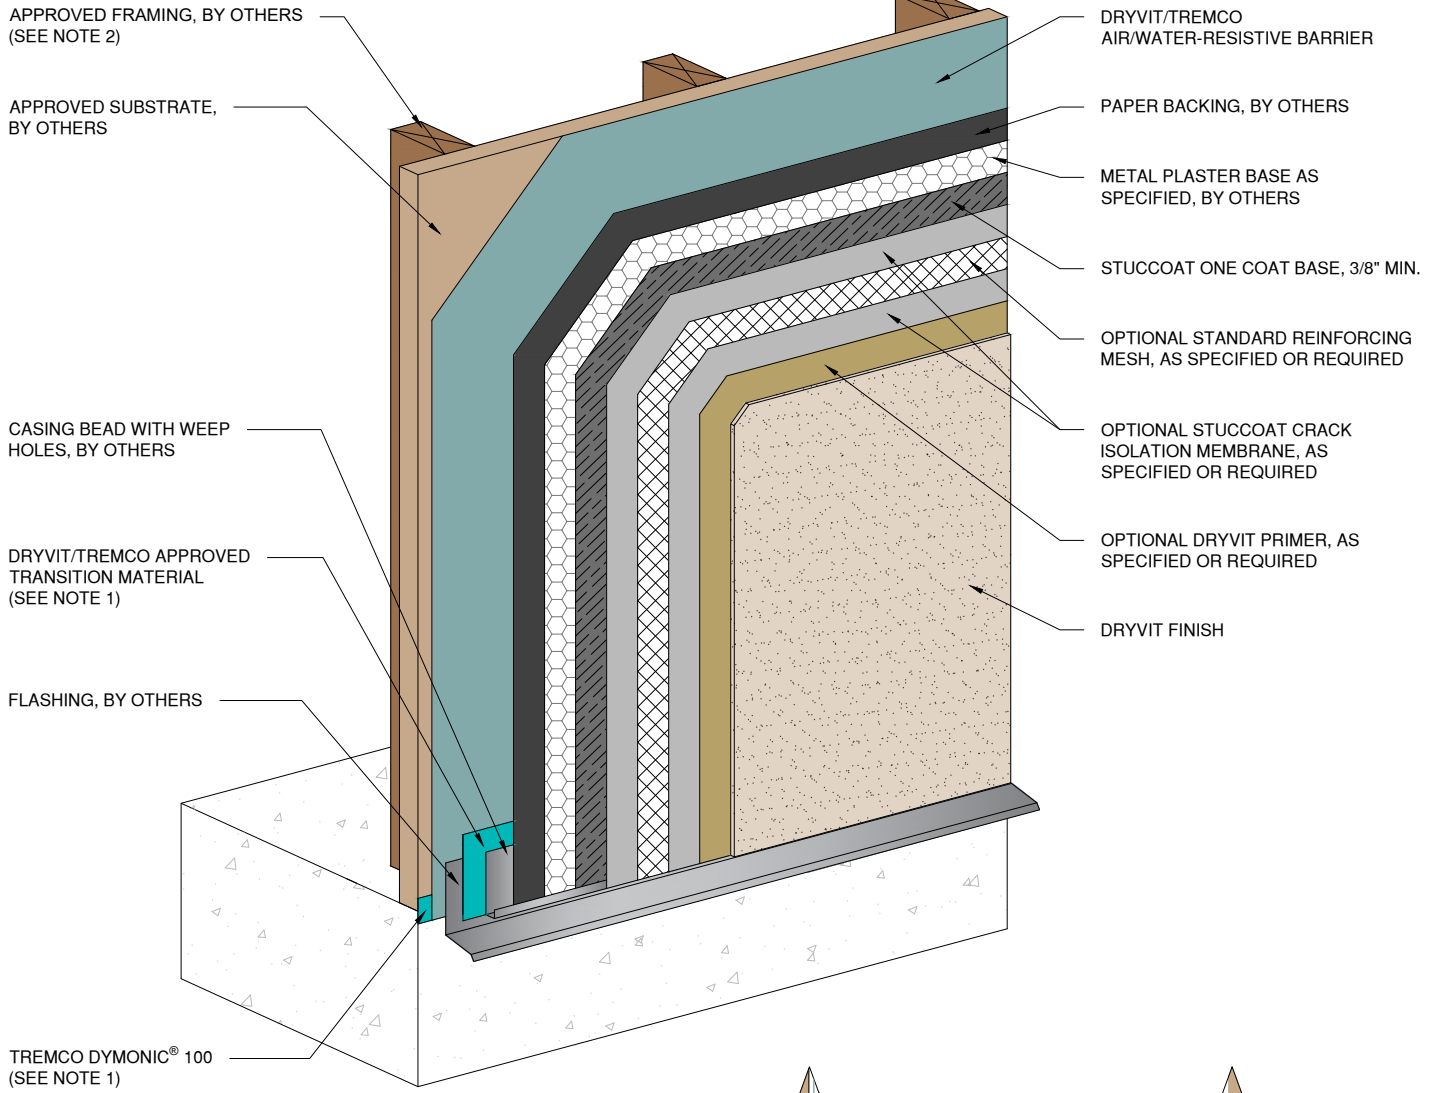 APPROVED FRAMING, BY OTHERS
(SEE NOTE 2)
APPROVED SUBSTRATE,
BY OTHERS
CASING BEAD WITH WEEP
HOLES, BY OTHERS
DRYVIT/TREMCO APPROVED
TRANSITION MATERIAL
(SEE NOTE 1)
FLASHING, BY OTHERS
TREMCO DYMONIC® 100
(SEE NOTE 1)
DRYVIT/TREMCO
AIR/WATER-RESISTIVE BARRIER
PAPER BACKING, BY OTHERS
METAL PLASTER BASE AS
SPECIFIED, BY OTHERS
STUCCOAT ONE COAT BASE, 3/8" MIN.
OPTIONAL STANDARD REINFORCING
MESH, AS SPECIFIED OR REQUIRED
OPTIONAL STUCCOAT CRACK
ISOLATION MEMBRANE, AS
SPECIFIED OR REQUIRED
OPTIONAL DRYVIT PRIMER, AS
SPECIFIED OR REQUIRED
DRYVIT FINISH